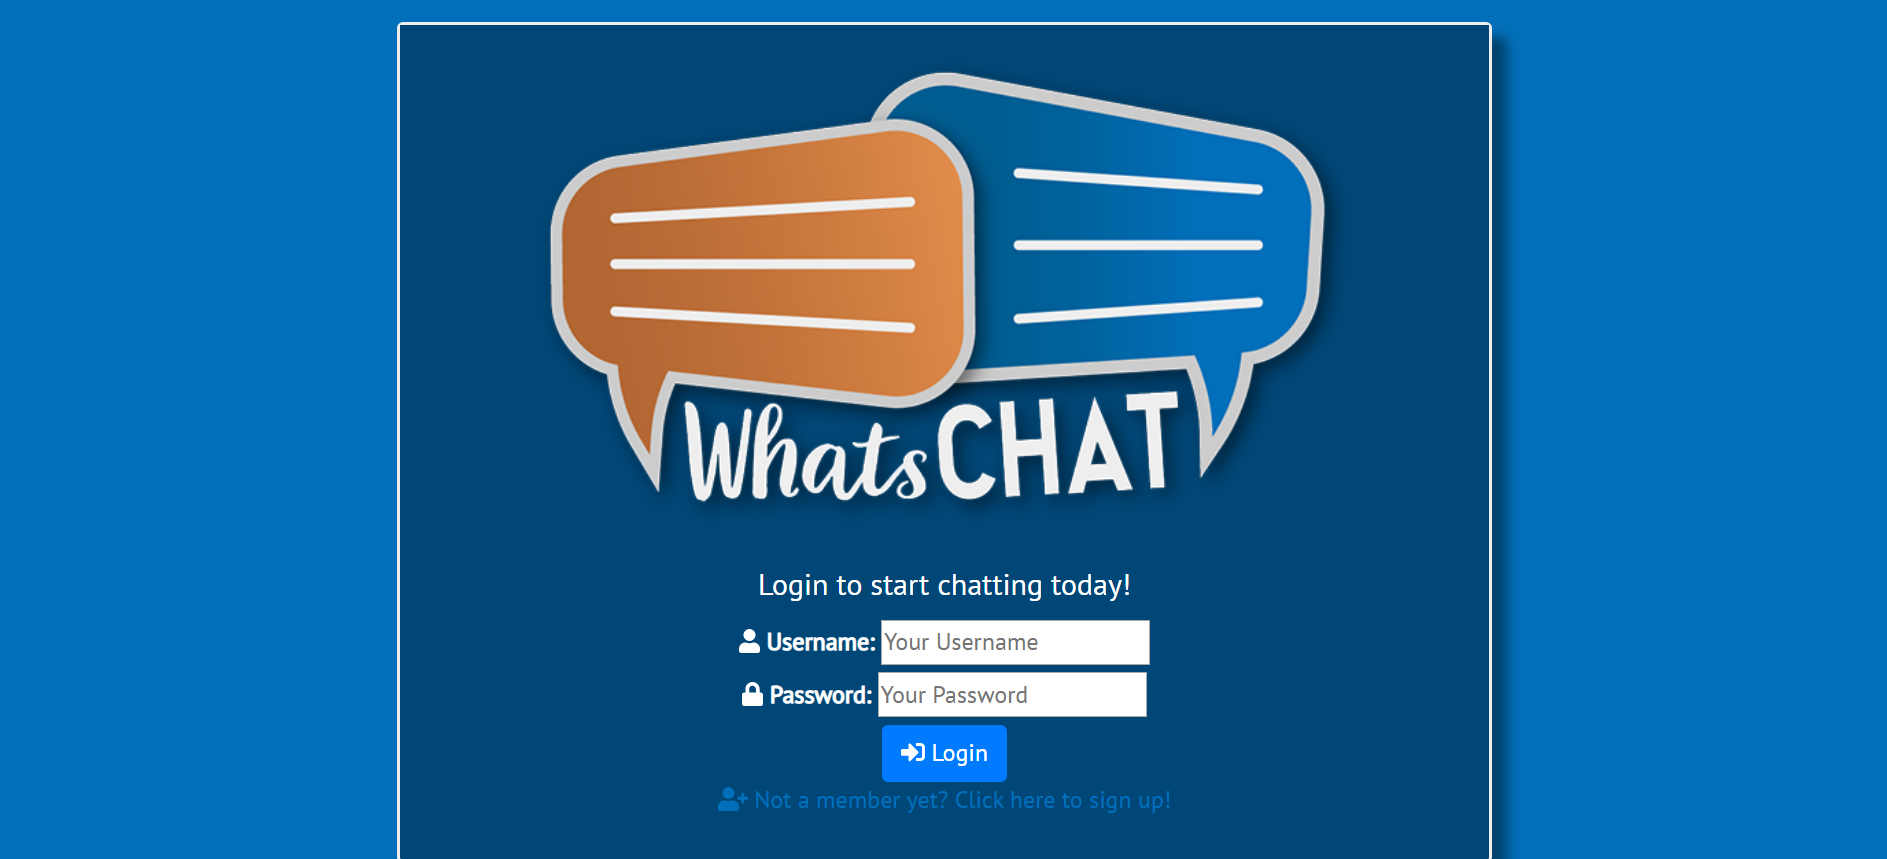 WhatsCHAT
Login to start chatting today!
Username: Your Username
Password: Your Password
Login
Not a member yet? Click here to sign up!